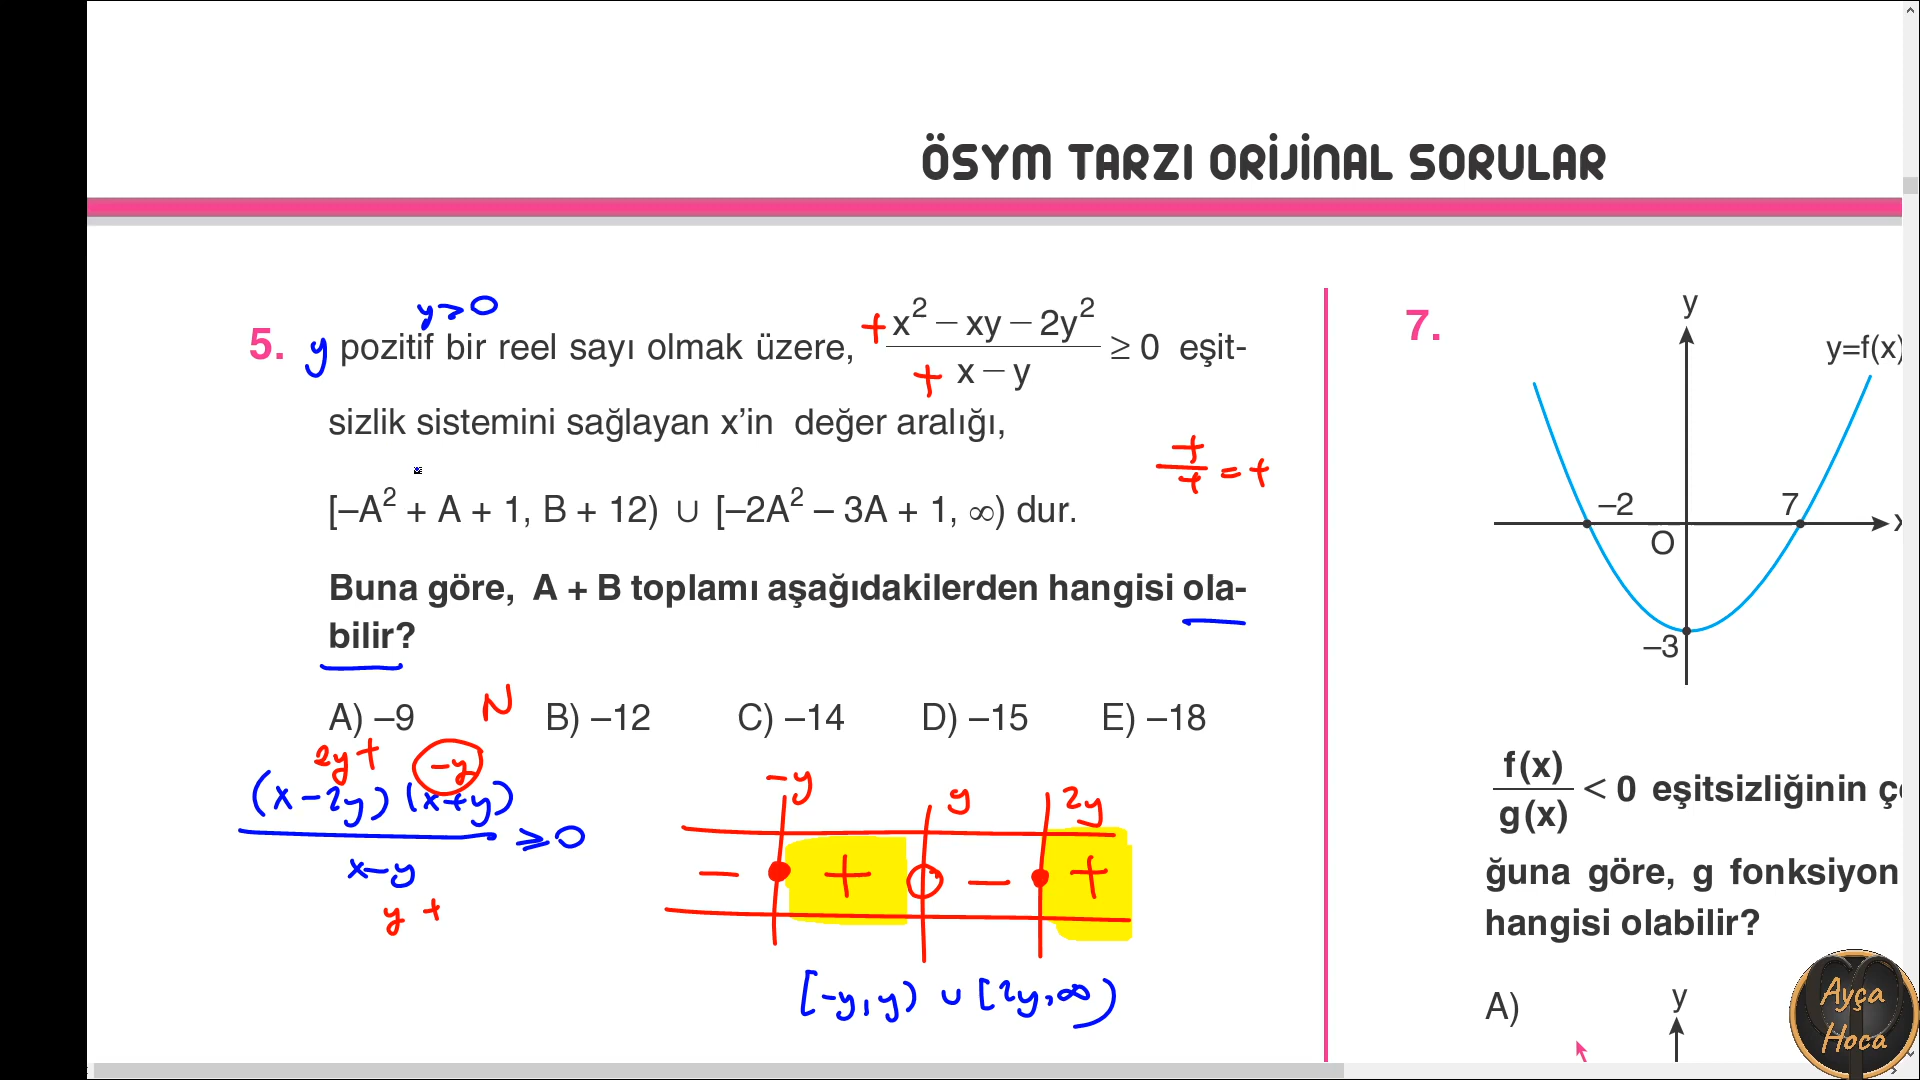 ÖSYM TARZI ORİJİNAL SORULAR
y > 0
5. y pozitif bir reel sayı olmak üzere, + x² – xy – 2y² / + x – y ≥ 0 eşit-
sizlik sistemini sağlayan x'in değer aralığı,
+/+ = +
[–A² + A + 1, B + 12) ∪ [–2A² – 3A + 1, ∞) dur.
Buna göre, A + B toplamı aşağıdakilerden hangisi ola-
bilir?
N
A) –9 B) –12 C) –14 D) –15 E) –18
2y + -y
(x-2y) (x+y) / x-y ≥ 0
y +
-y y 2y
- + - +
[-y, y) ∪ [2y, ∞)
7.
y
y=f(x)
–2 7 x
O
–3
f(x) / g(x) < 0 eşitsizliğinin ç
ğuna göre, g fonksiyon
hangisi olabilir?
A) y
Ayça
Hoca